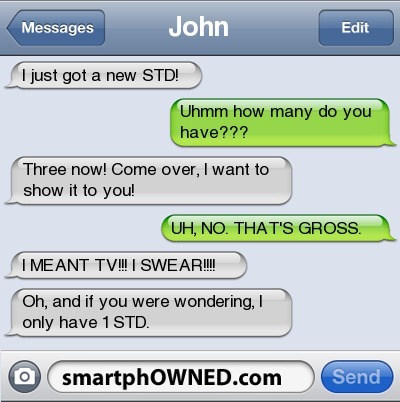 Messages
John
Edit
I just got a new STD!
Uhmm how many do you
have???
Three now! Come over, I want to
show it to you!
UH, NO. THAT'S GROSS.
I MEANT TV!!! I SWEAR!!!!
Oh, and if you were wondering, I
only have 1 STD.
smartphOWNED.com
Send